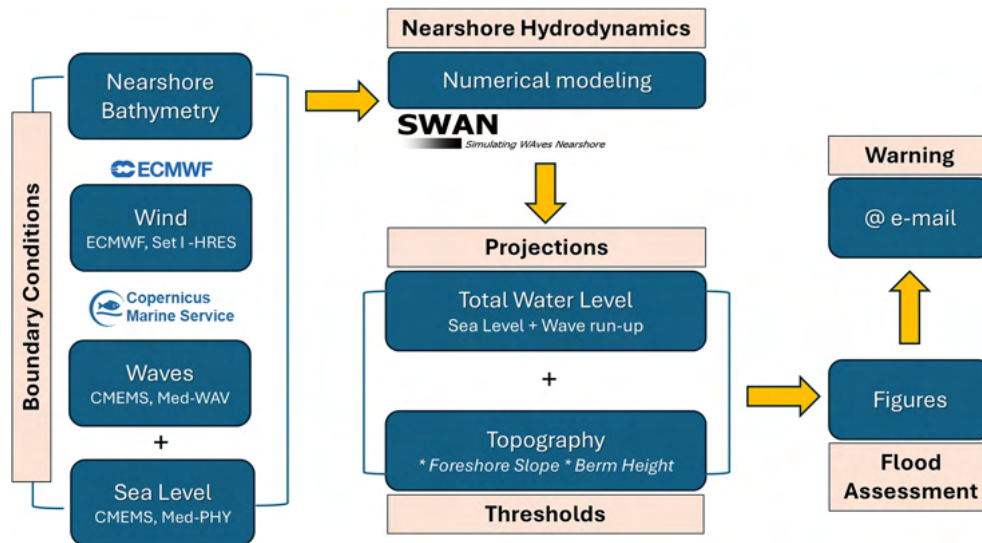 Boundary Conditions
Nearshore
Bathymetry
ECMWF
Wind
ECMWF, Set I -HRES
Copernicus
Marine Service
Waves
CMEMS, Med-WAV
+
Sea Level
CMEMS, Med-PHY
Nearshore Hydrodynamics
Numerical modeling
SWAN
Simulating WAves Nearshore
Projections
Total Water Level
Sea Level + Wave run-up
+
Topography
* Foreshore Slope * Berm Height
Thresholds
Warning
@ e-mail
Figures
Flood
Assessment